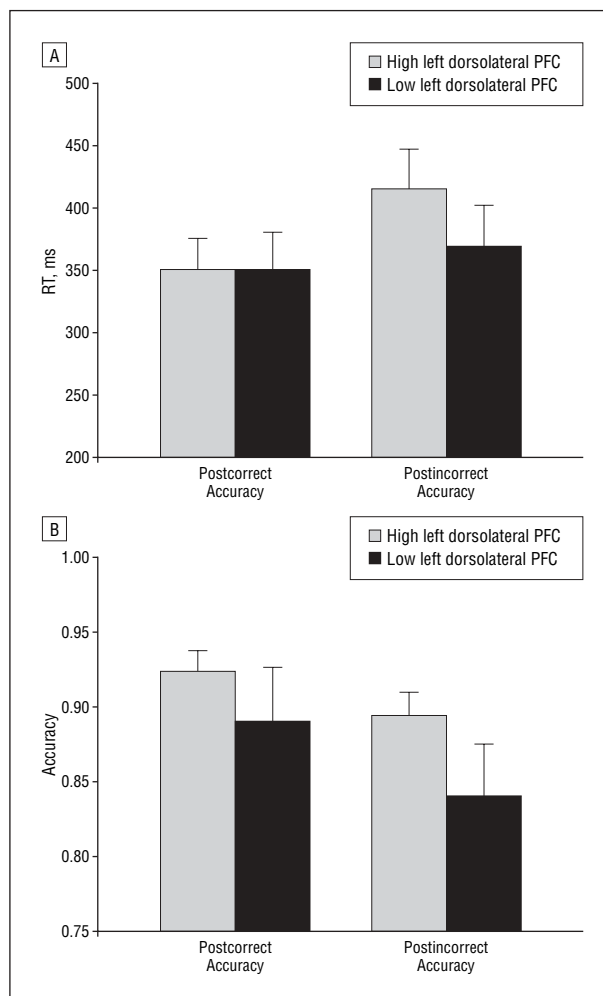 A
High left dorsolateral PFC
Low left dorsolateral PFC
500
450
400
350
300
250
200
RT, ms
Postcorrect
Accuracy
Postincorrect
Accuracy
B
High left dorsolateral PFC
Low left dorsolateral PFC
1.00
0.95
0.90
0.85
0.80
0.75
Accuracy
Postcorrect
Accuracy
Postincorrect
Accuracy